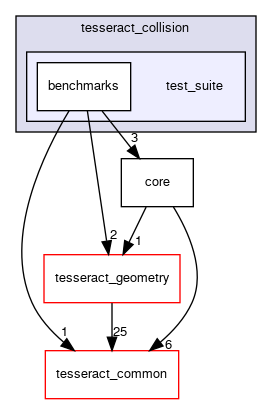 tesseract_collision
benchmarks
test_suite
3
core
2
1
tesseract_geometry
1
25
6
tesseract_common